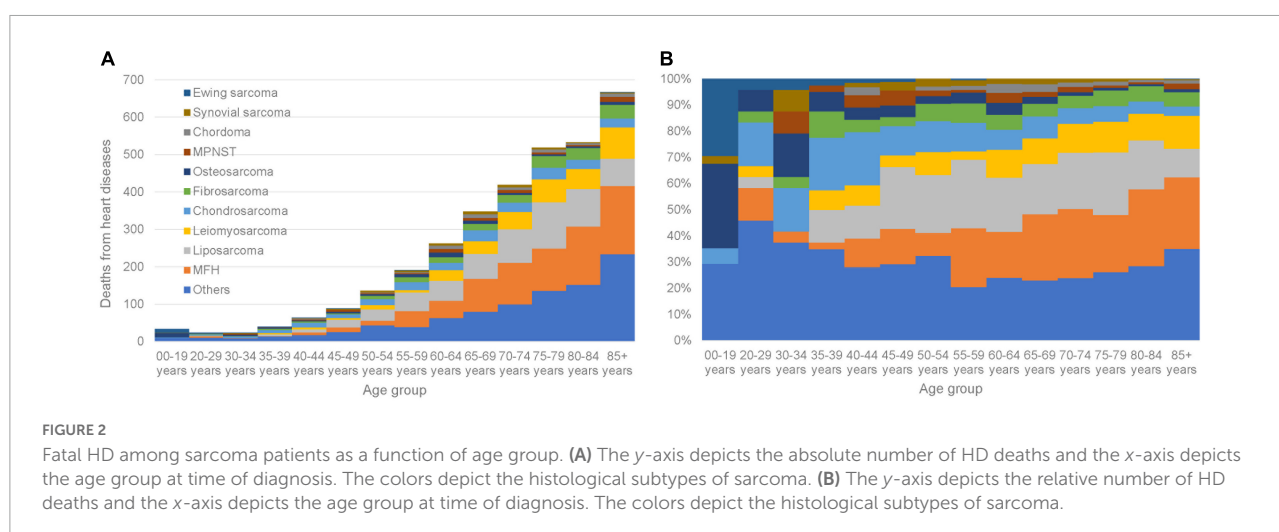 A
700
600
500
400
300
200
100
0
Deaths from heart diseases
Ewing sarcoma
Synovial sarcoma
Chordoma
MPNST
Osteosarcoma
Fibrosarcoma
Chondrosarcoma
Leiomyosarcoma
Liposarcoma
MFH
Others
00-19 20-29 30-34 35-39 40-44 45-49 50-54 55-59 60-64 65-69 70-74 75-79 80-84 85+
years years years years years years years years years years years years years years
Age group
B
100%
90%
80%
70%
60%
50%
40%
30%
20%
10%
0%
00-19 20-29 30-34 35-39 40-44 45-49 50-54 55-59 60-64 65-69 70-74 75-79 80-84 85+
years years years years years years years years years years years years years years
Age group
FIGURE 2
Fatal HD among sarcoma patients as a function of age group. (A) The y-axis depicts the absolute number of HD deaths and the x-axis depicts
the age group at time of diagnosis. The colors depict the histological subtypes of sarcoma. (B) The y-axis depicts the relative number of HD
deaths and the x-axis depicts the age group at time of diagnosis. The colors depict the histological subtypes of sarcoma.